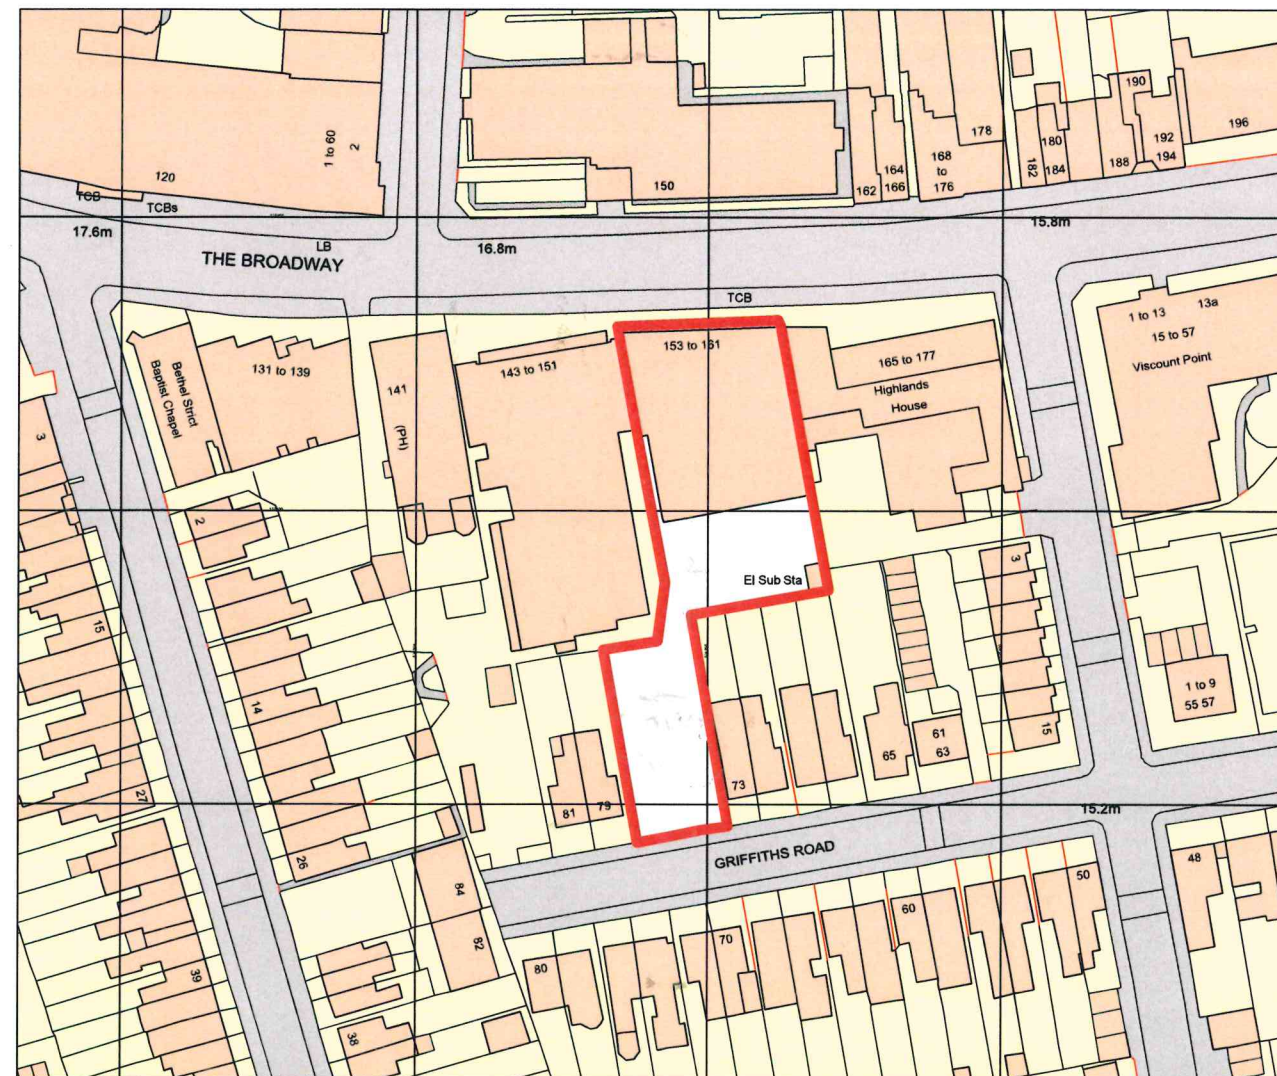 190
1 to 60
2
178
196
180
192
168
to
176
164
166
182
184
188
194
120
150
162
TCB
TCBs
17.6m
LB
16.8m
15.8m
THE BROADWAY
TCB
1 to 13
13a
15 to 57
Viscount Point
153 to 161
131 to 139
143 to 151
165 to 177
Highlands
House
Bethel Strict
Baptist Chapel
141
(PH)
3
2
El Sub Sta
3
15
14
1 to 9
55 57
61
63
65
15
73
27
81
79
15.2m
GRIFFITHS ROAD
26
84
82
50
48
60
70
80
39
38